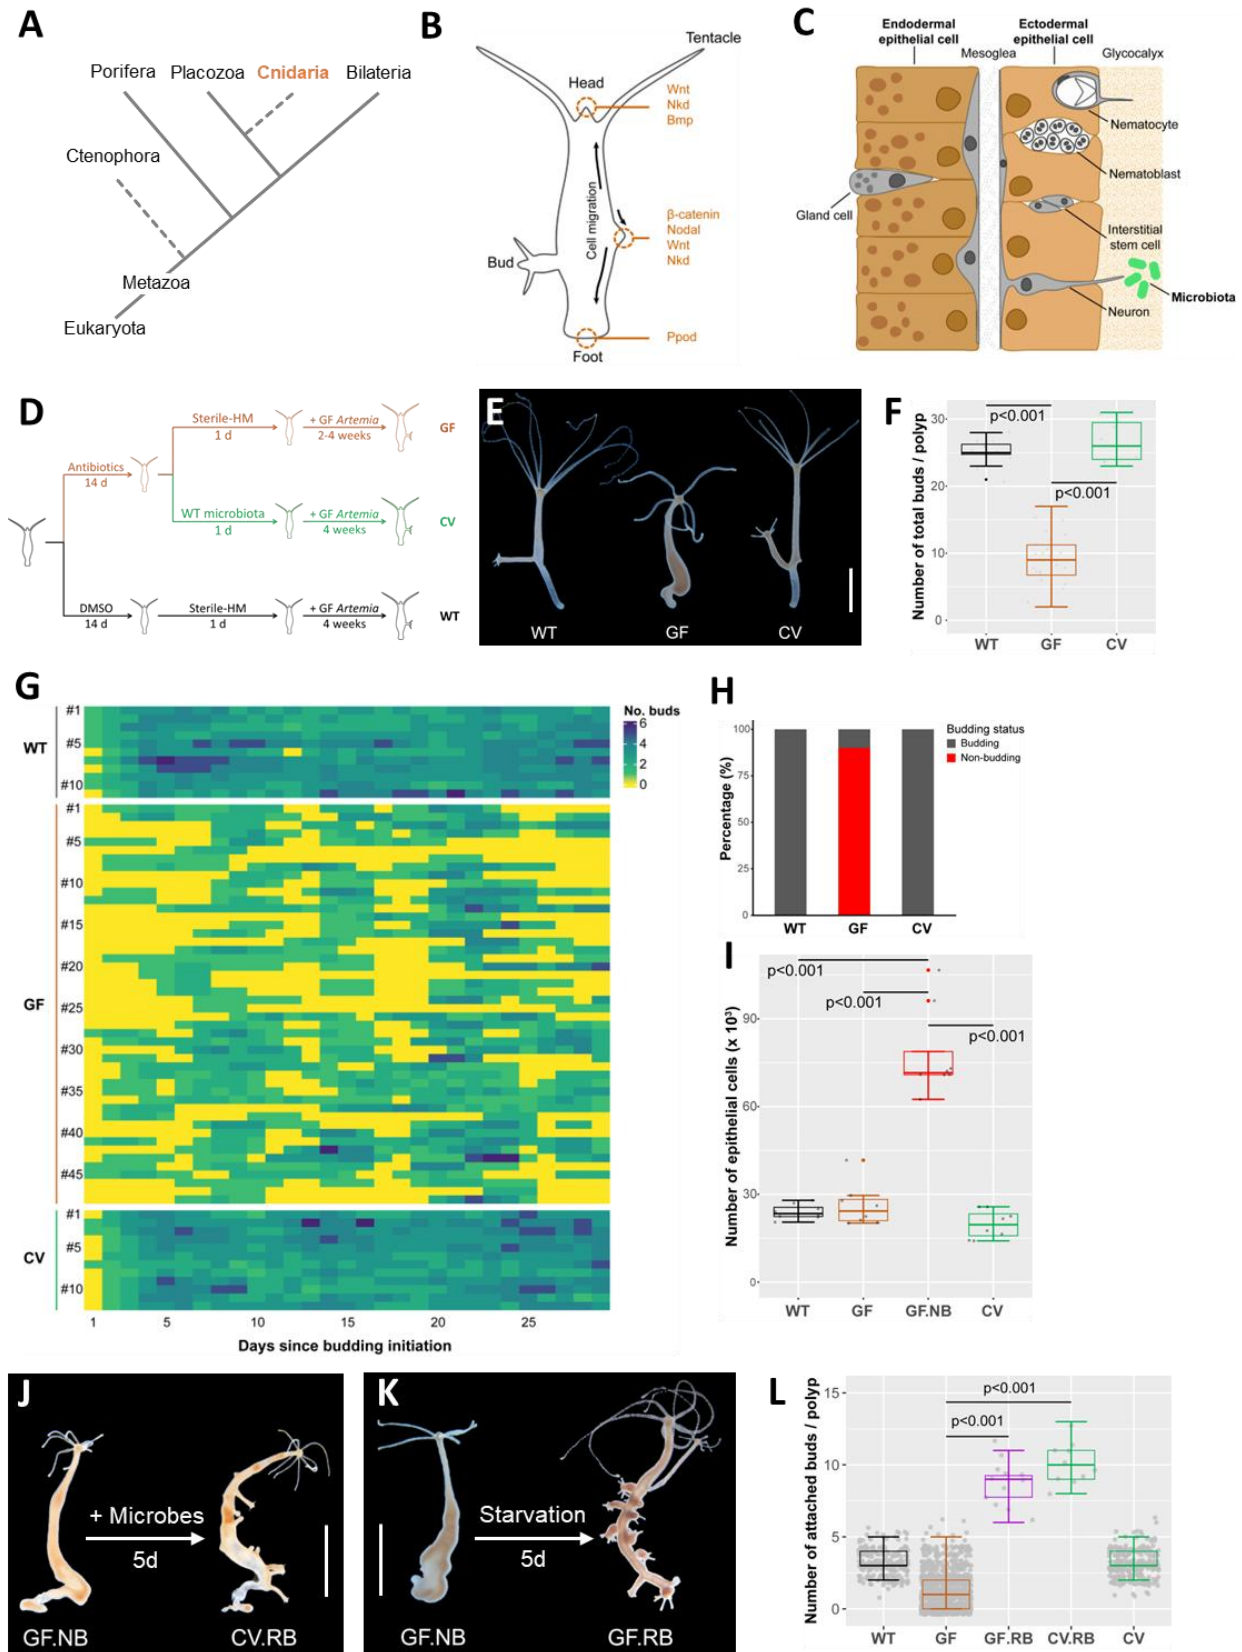 A
Porifera Placozoa Cnidaria Bilateria
Ctenophora
Metazoa
Eukaryota
B
Tentacle
Head
Wnt
Nkd
Bmp
Cell migration
β-catenin
Nodal
Wnt
Nkd
Bud
Ppod
Foot
C
Endodermal
epithelial cell
Mesoglea
Ectodermal
epithelial cell
Glycocalyx
Nematocyte
Nematoblast
Gland cell
Interstitial
stem cell
Microbiota
Neuron
D
Sterile-HM
1 d
+ GF Artemia
2-4 weeks
GF
Antibiotics
14 d
WT microbiota
1 d
+ GF Artemia
4 weeks
CV
DMSO
14 d
Sterile-HM
1 d
+ GF Artemia
4 weeks
WT
E
WT GF CV
F
Number of total buds / polyp
30
20
10
0
p<0.001
p<0.001
WT GF CV
G
No. buds
6
4
2
0
WT
#1
#5
#10
GF
#1
#5
#10
#15
#20
#25
#30
#35
#40
#45
CV
#1
#5
#10
1 5 10 15 20 25
Days since budding initiation
H
Percentage (%)
100
75
50
25
0
Budding status
Budding
Non-budding
WT GF CV
I
Number of epithelial cells (x 10³)
90
60
30
0
p<0.001
p<0.001
p<0.001
WT GF GF.NB CV
J
+ Microbes
5d
GF.NB CV.RB
K
Starvation
5d
GF.NB GF.RB
L
Number of attached buds / polyp
15
10
5
0
p<0.001
p<0.001
WT GF GF.RB CV.RB CV